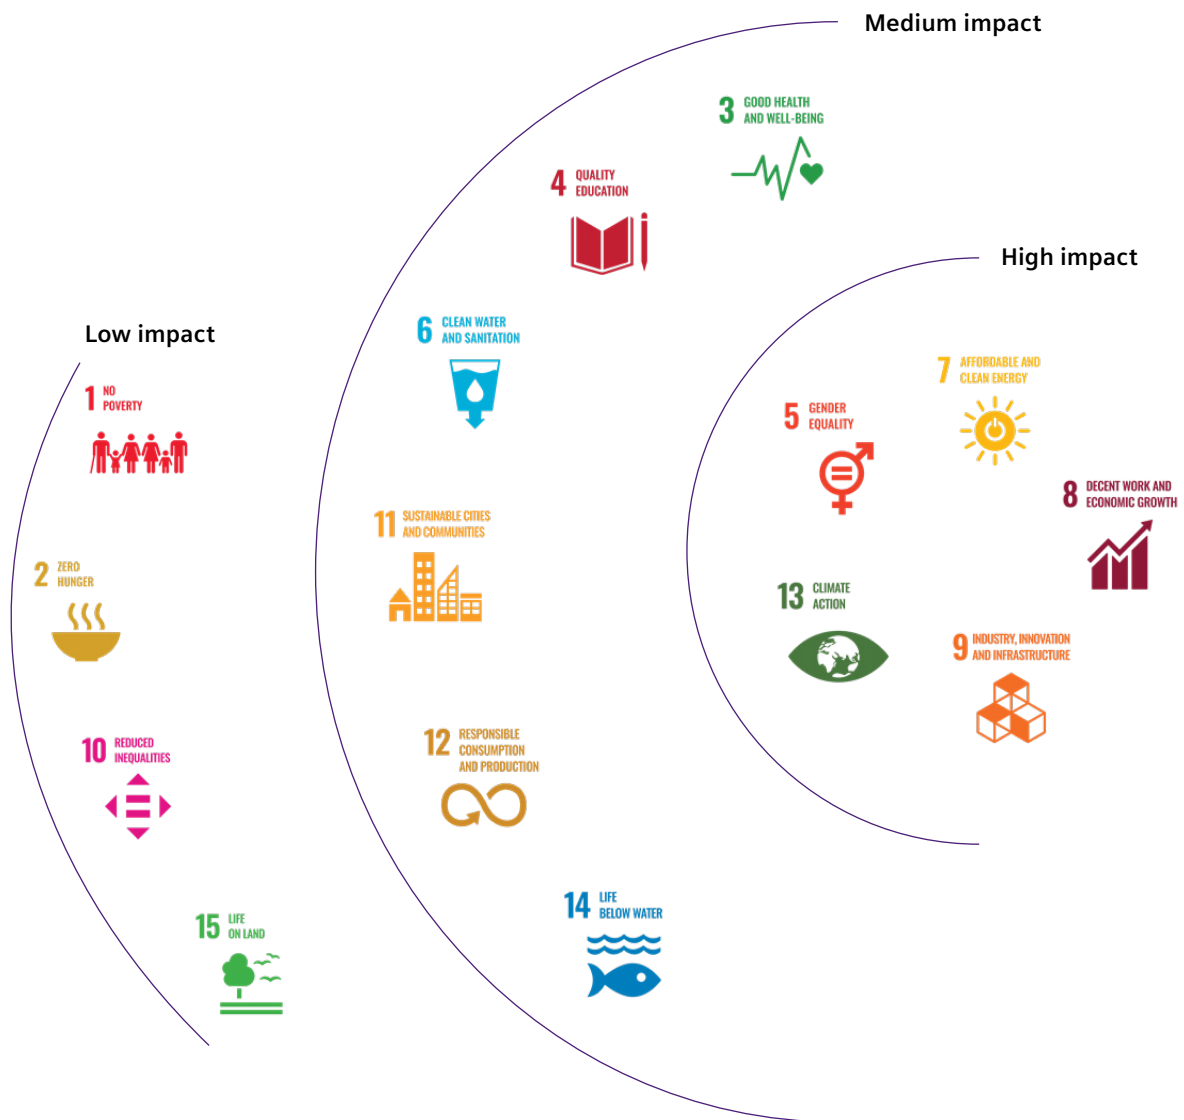 Medium impact
3 GOOD HEALTH
AND WELL-BEING
4 QUALITY
EDUCATION
High impact
6 CLEAN WATER
AND SANITATION
Low impact
7 AFFORDABLE AND
CLEAN ENERGY
1 NO
POVERTY
5 GENDER
EQUALITY
8 DECENT WORK AND
ECONOMIC GROWTH
11 SUSTAINABLE CITIES
AND COMMUNITIES
2 ZERO
HUNGER
13 CLIMATE
ACTION
9 INDUSTRY, INNOVATION
AND INFRASTRUCTURE
12 RESPONSIBLE
CONSUMPTION
AND PRODUCTION
10 REDUCED
INEQUALITIES
14 LIFE
BELOW WATER
15 LIFE
ON LAND